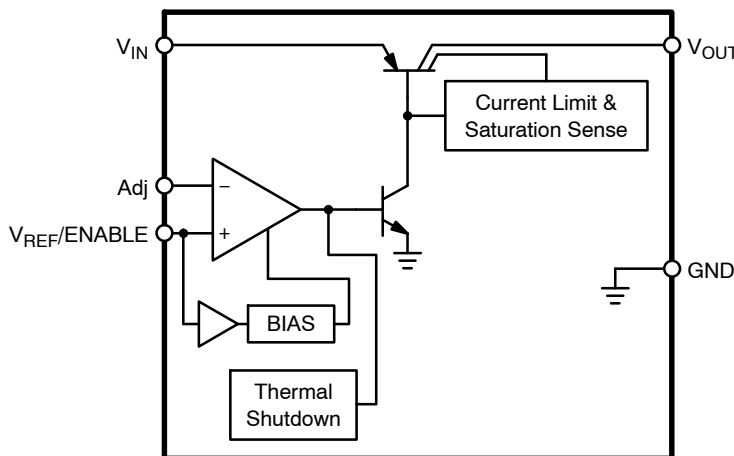 V_IN
V_OUT
Current Limit &
Saturation Sense
Adj
−
V_REF/ENABLE
+
GND
BIAS
Thermal
Shutdown